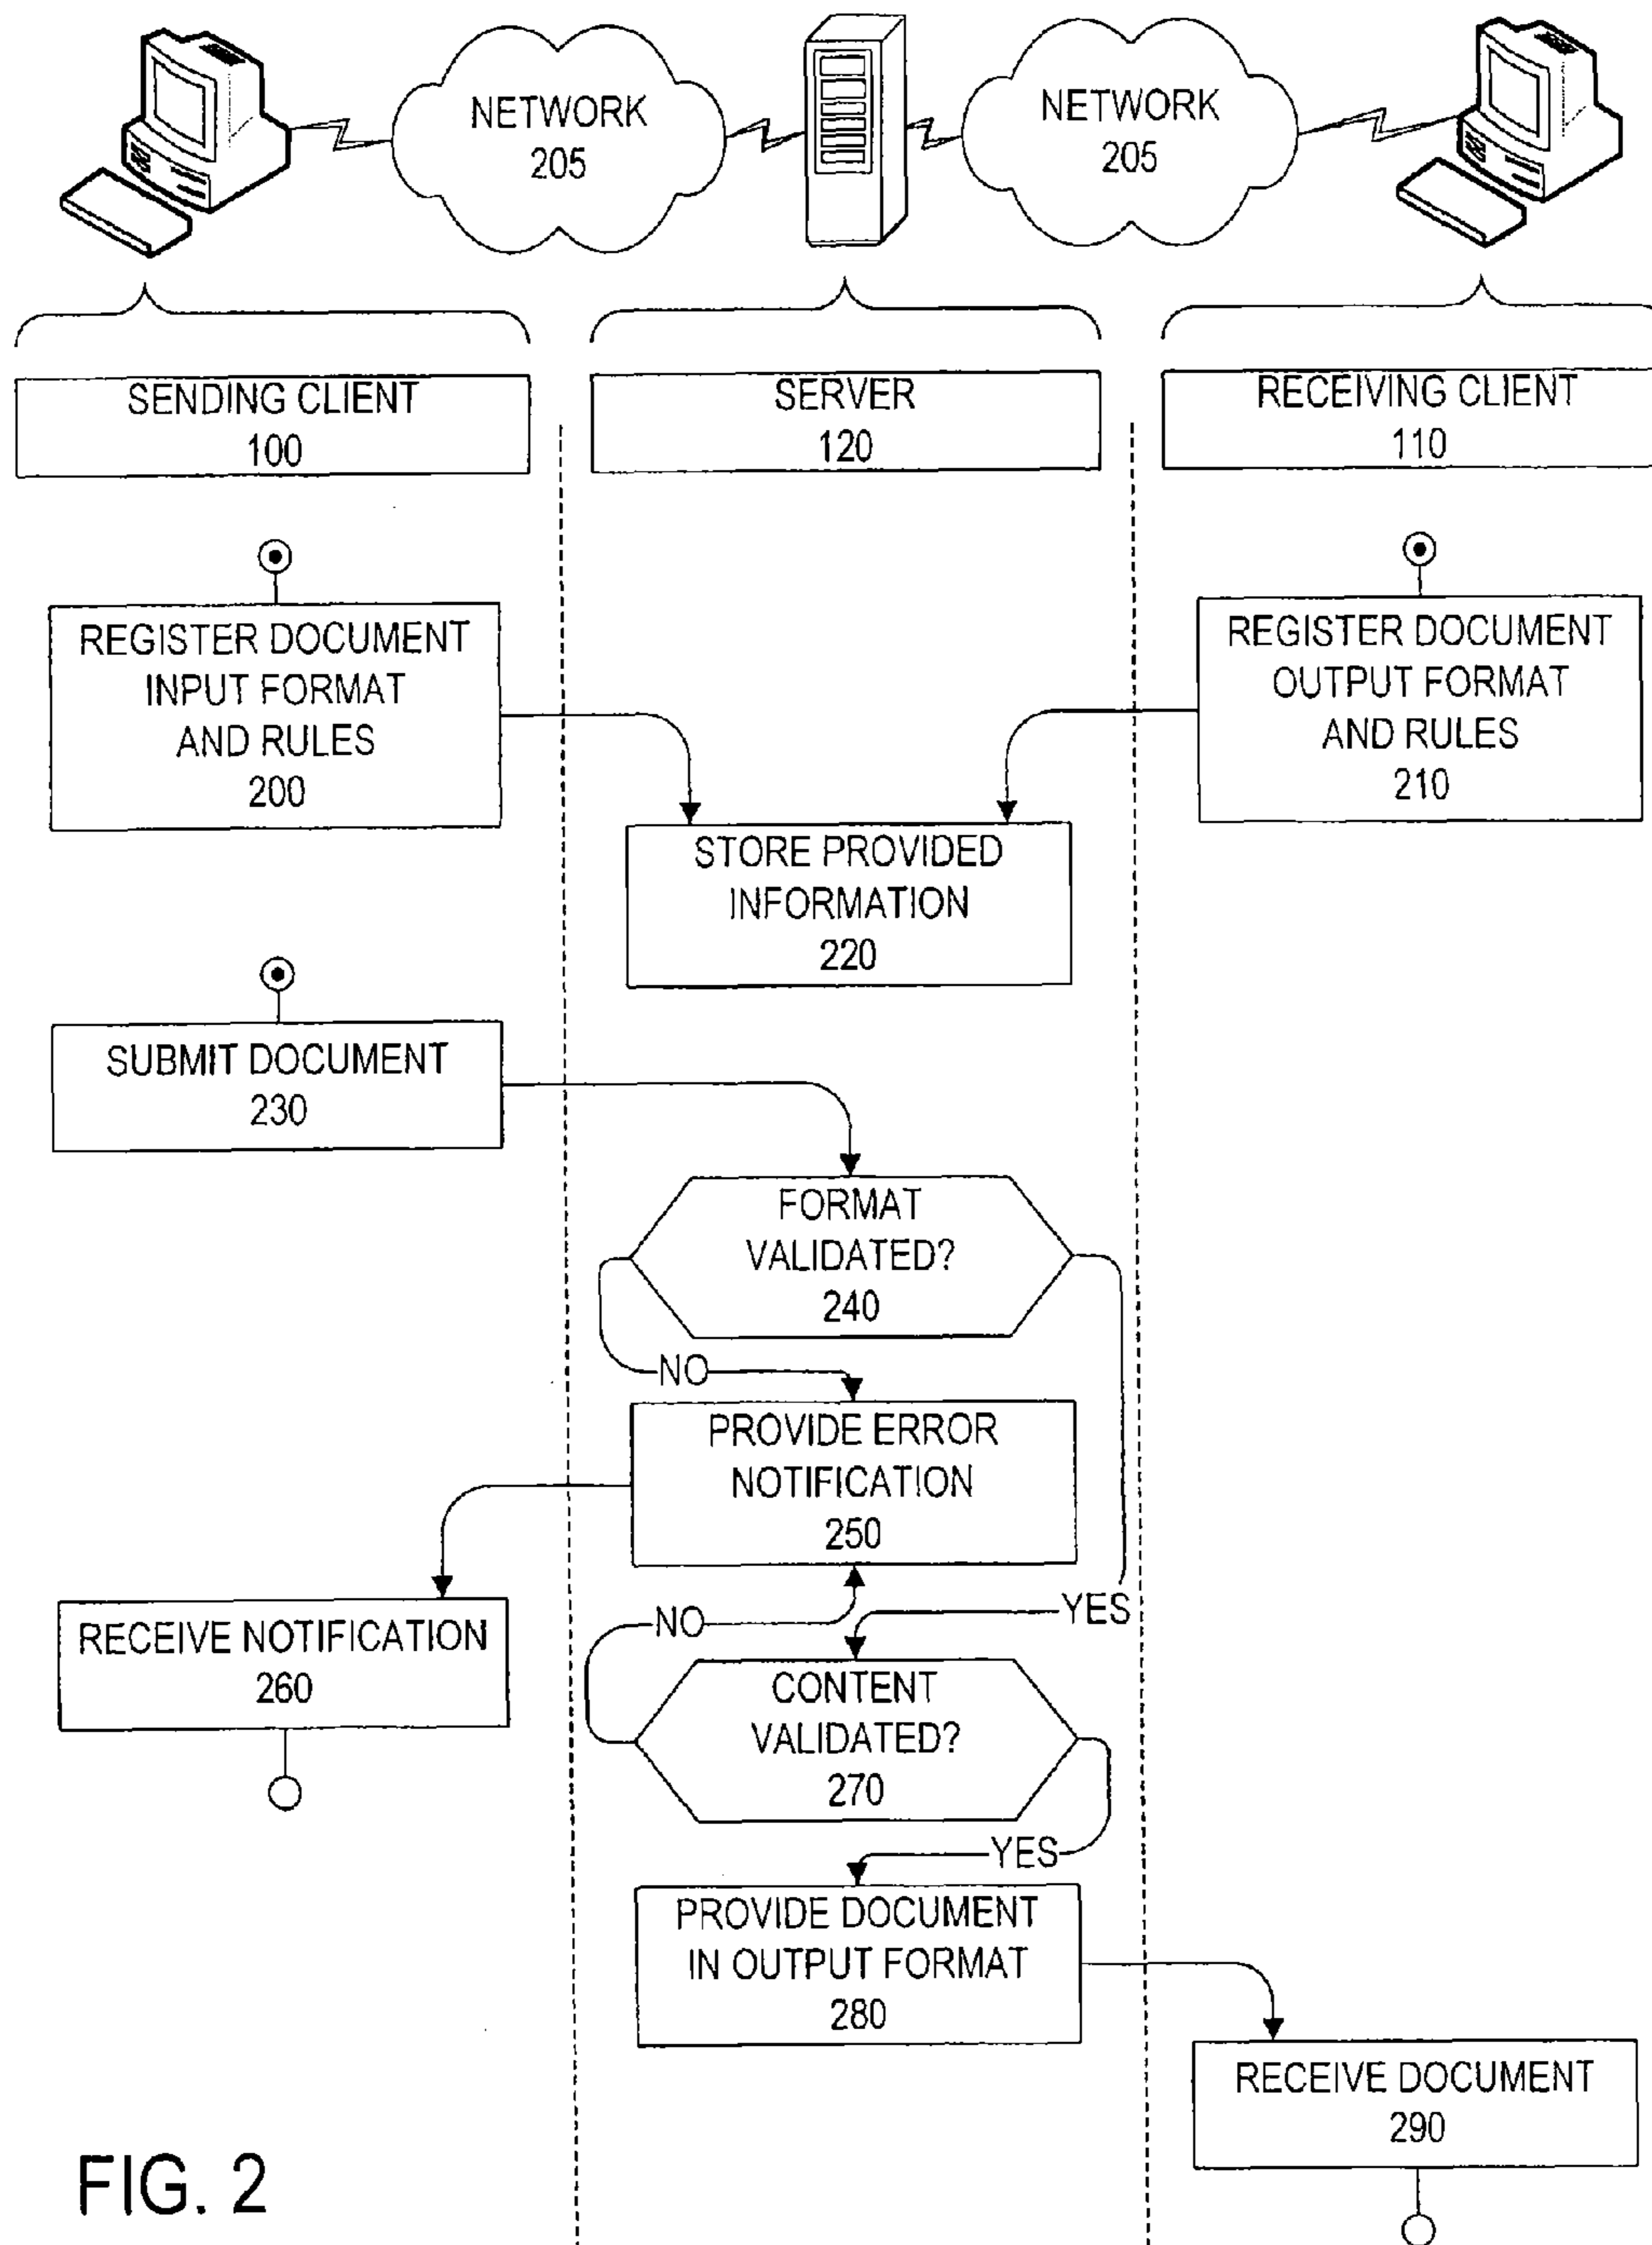 NETWORK
205
NETWORK
205
SENDING CLIENT
100
SERVER
120
RECEIVING CLIENT
110
REGISTER DOCUMENT
INPUT FORMAT
AND RULES
200
REGISTER DOCUMENT
OUTPUT FORMAT
AND RULES
210
STORE PROVIDED
INFORMATION
220
SUBMIT DOCUMENT
230
FORMAT
VALIDATED?
240
NO
PROVIDE ERROR
NOTIFICATION
250
YES
NO
RECEIVE NOTIFICATION
260
CONTENT
VALIDATED?
270
YES
PROVIDE DOCUMENT
IN OUTPUT FORMAT
280
RECEIVE DOCUMENT
290
FIG. 2